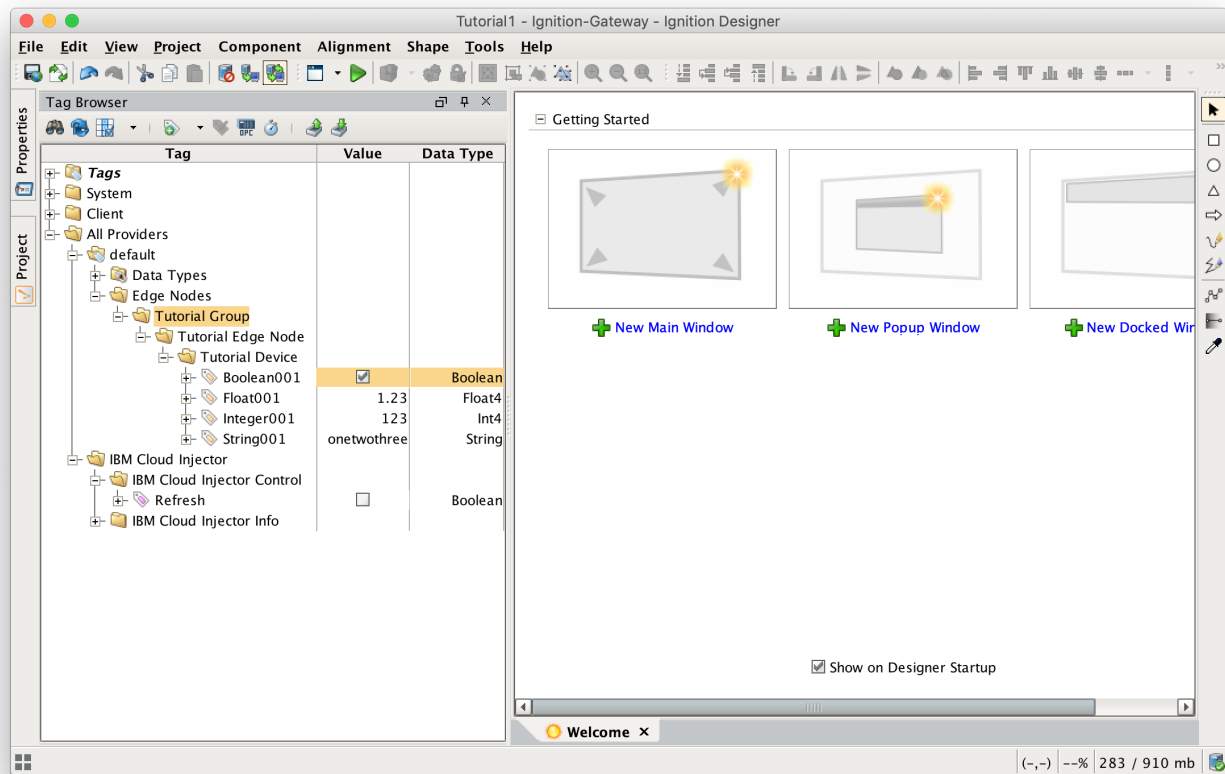 Tutorial1 - Ignition-Gateway - Ignition Designer
File Edit View Project Component Alignment Shape Tools Help
Properties
Project
Tag Browser
OPC
Tag Value Data Type
Tags
System
Client
All Providers
default
Data Types
Edge Nodes
Tutorial Group
Tutorial Edge Node
Tutorial Device
Boolean001 Boolean
Float001 1.23 Float4
Integer001 123 Int4
String001 onetwothree String
IBM Cloud Injector
IBM Cloud Injector Control
Refresh Boolean
IBM Cloud Injector Info
Getting Started
New Main Window
New Popup Window
New Docked Win
Show on Designer Startup
Welcome
(-,-) --% 283 / 910 mb